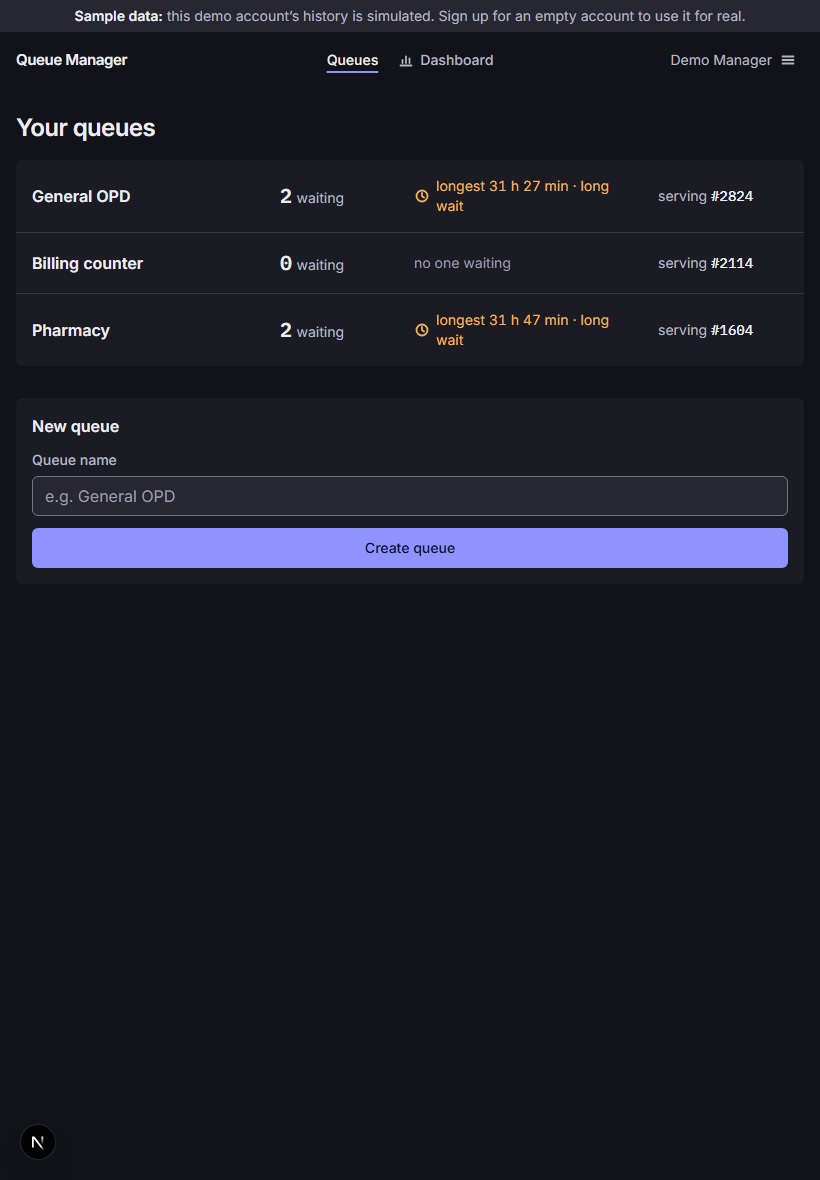 Sample data: this demo account's history is simulated. Sign up for an empty account to use it for real.
Queue Manager
Queues
Dashboard
Demo Manager
Your queues
General OPD
2 waiting
longest 31 h 27 min · long
wait
serving #2824
Billing counter
0 waiting
no one waiting
serving #2114
Pharmacy
2 waiting
longest 31 h 47 min · long
wait
serving #1604
New queue
Queue name
e.g. General OPD
Create queue
N